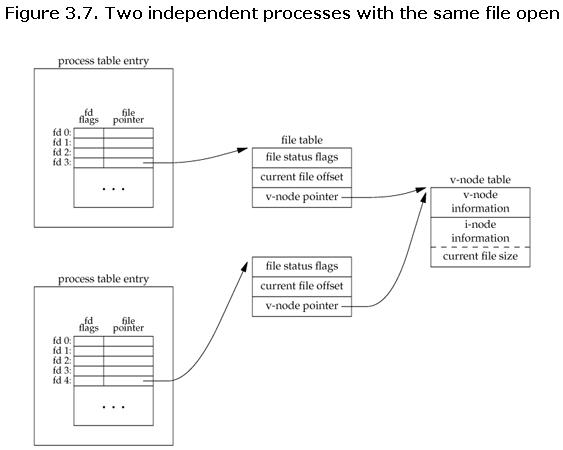 Figure 3.7. Two independent processes with the same file open
process table entry
fd flags
file pointer
fd 0:
fd 1:
fd 2:
fd 3:
. . .
file table
file status flags
current file offset
v-node pointer
v-node table
v-node
information
i-node
information
current file size
process table entry
fd flags
file pointer
fd 0:
fd 1:
fd 2:
fd 3:
fd 4:
. . .
file status flags
current file offset
v-node pointer